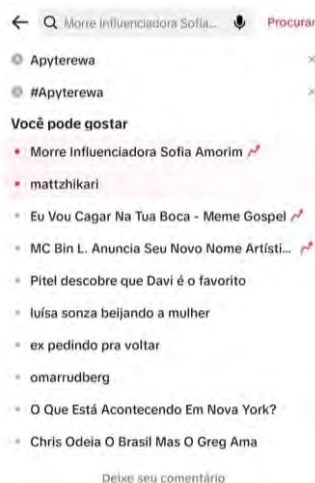 Morre Influenciadora Sofia... Procurar
Apyterewa
#Apyterewa
Você pode gostar
Morre Influenciadora Sofia Amorim
mattzhikari
Eu Vou Cagar Na Tua Boca - Meme Gospel
MC Bin L. Anuncia Seu Novo Nome Artísti...
Pitel descobre que Davi é o favorito
luísa sonza beijando a mulher
ex pedindo pra voltar
omarrudberg
O Que Está Acontecendo Em Nova York?
Chris Odeia O Brasil Mas O Greg Ama
Deixe seu comentário